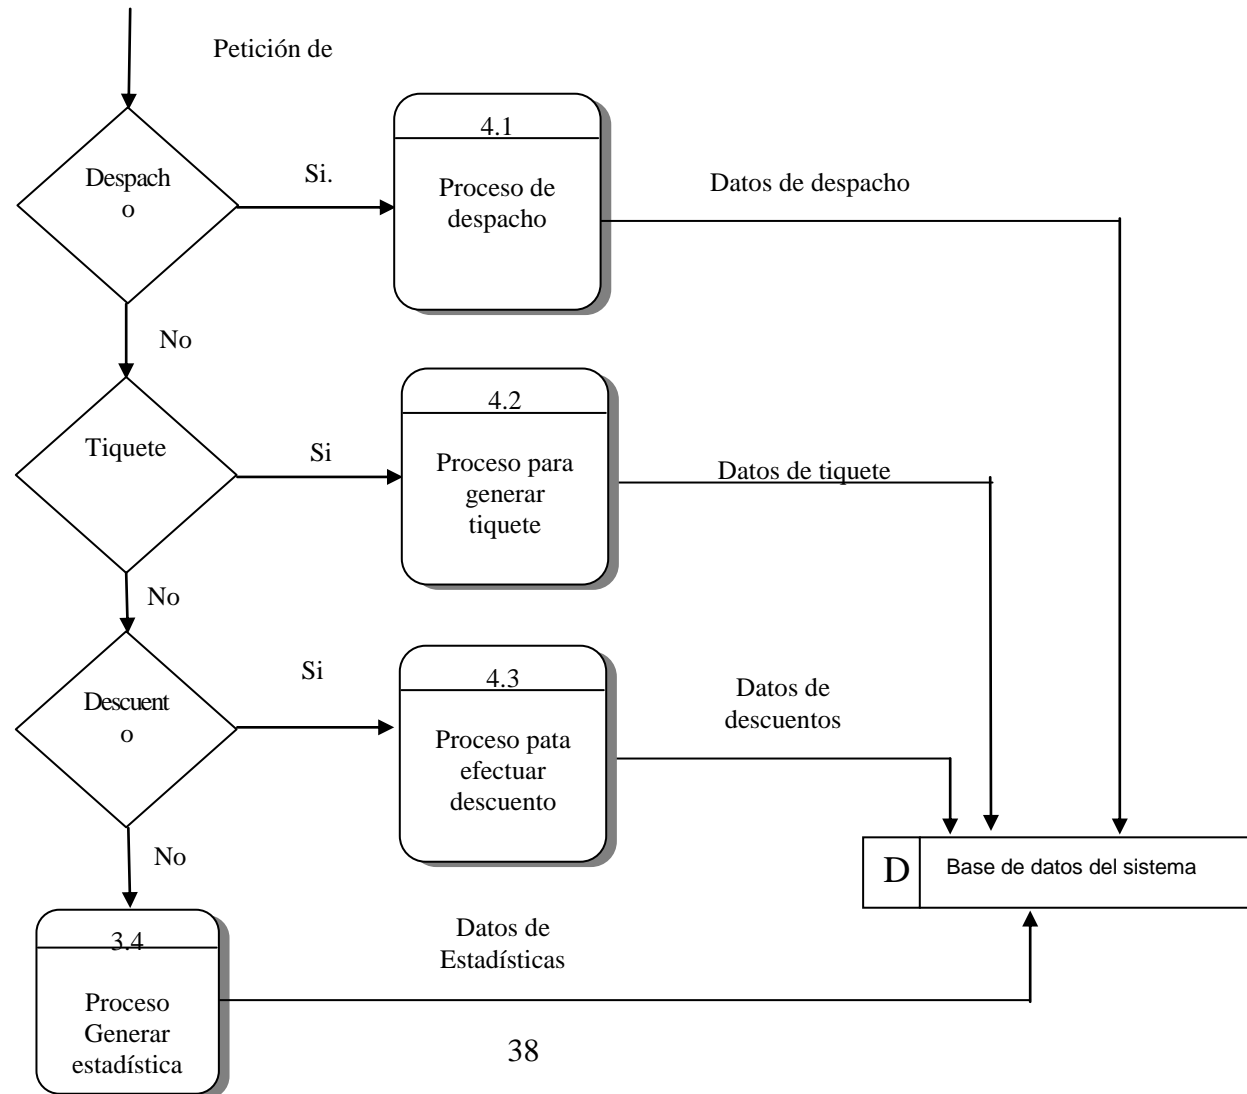 Petición de
4.1
Despach
o
Si.
Proceso de
despacho
Datos de despacho
No
4.2
Tiquete
Si
Proceso para
generar
tiquete
Datos de tiquete
No
4.3
Descuent
o
Si
Proceso pata
efectuar
descuento
Datos de
descuentos
No
D
Base de datos del sistema
3.4
Proceso
Generar
estadística
Datos de
Estadísticas
38